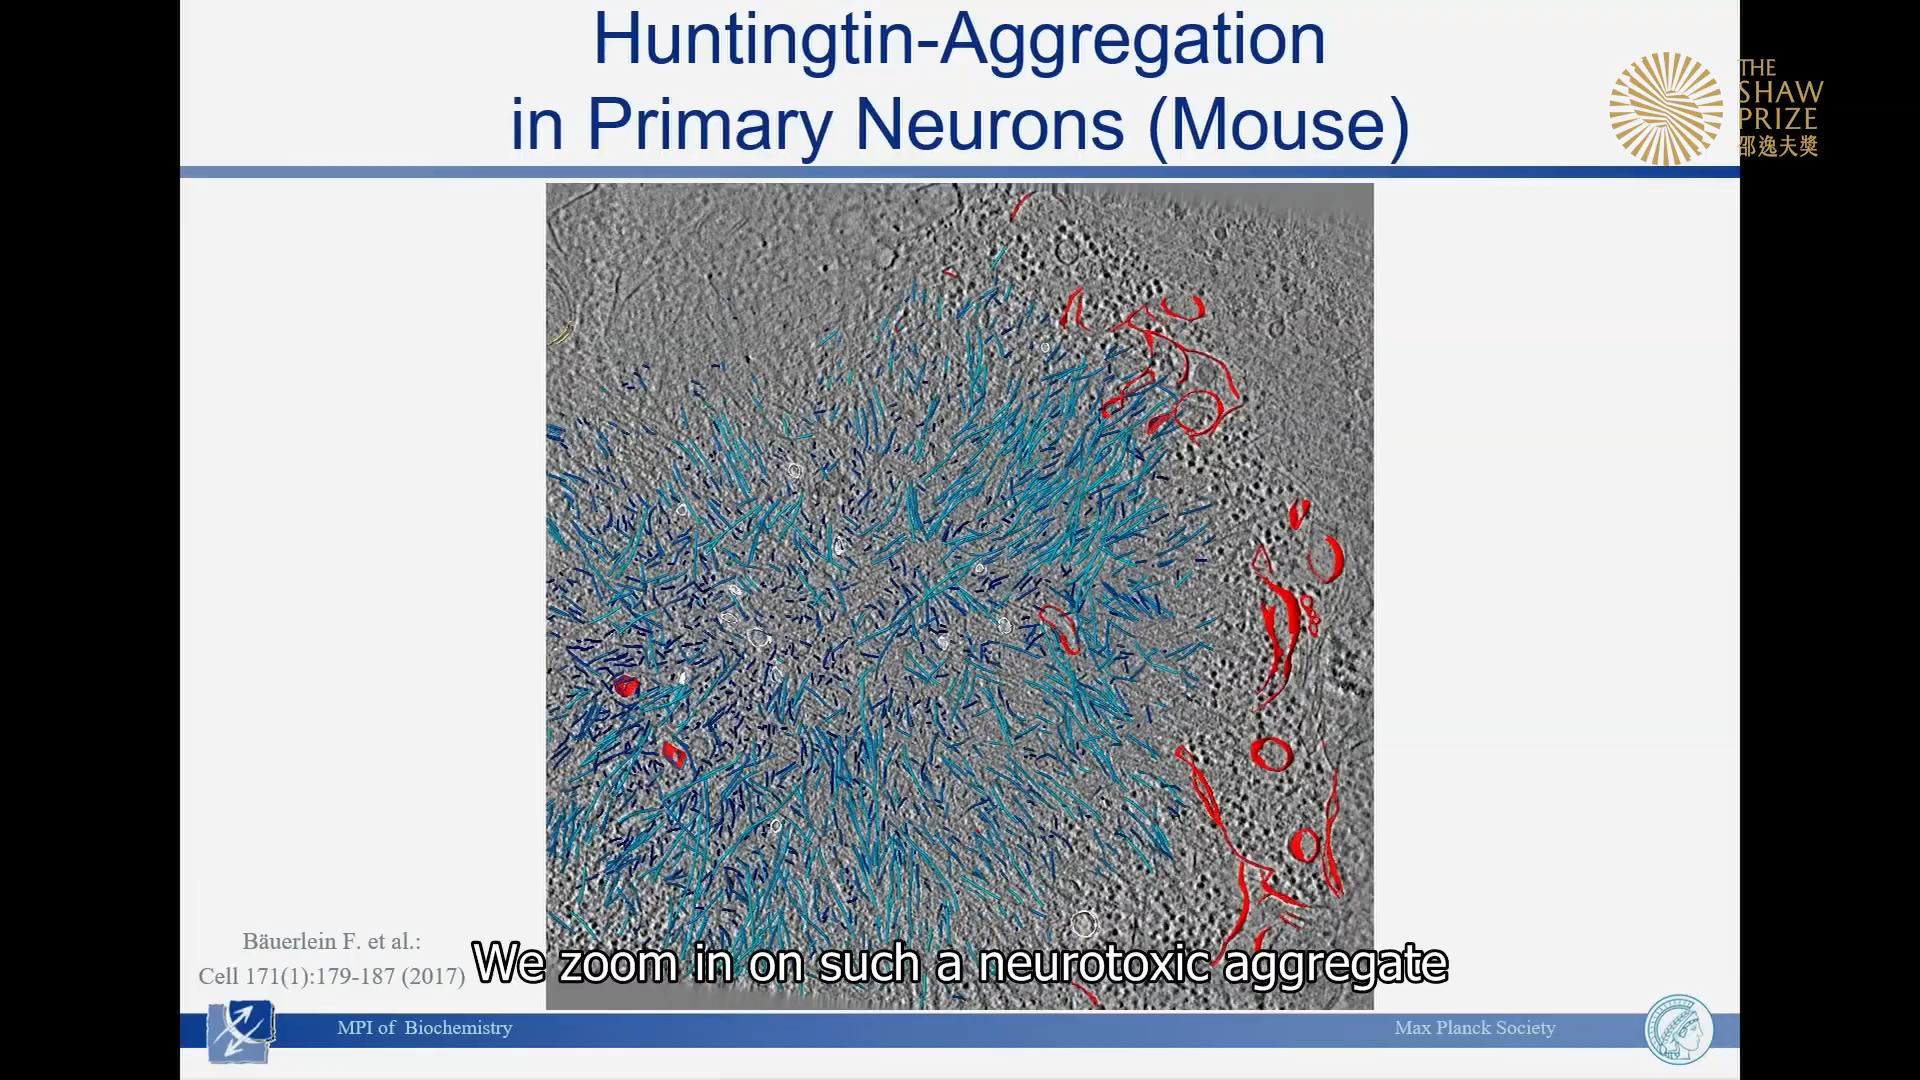 Huntingtin-Aggregation
in Primary Neurons (Mouse)
THE
SHAW
PRIZE
邵逸夫獎
Bäuerlein F. et al.:
Cell 171(1):179-187 (2017)
We zoom in on such a neurotoxic aggregate
MPI of Biochemistry
Max Planck Society